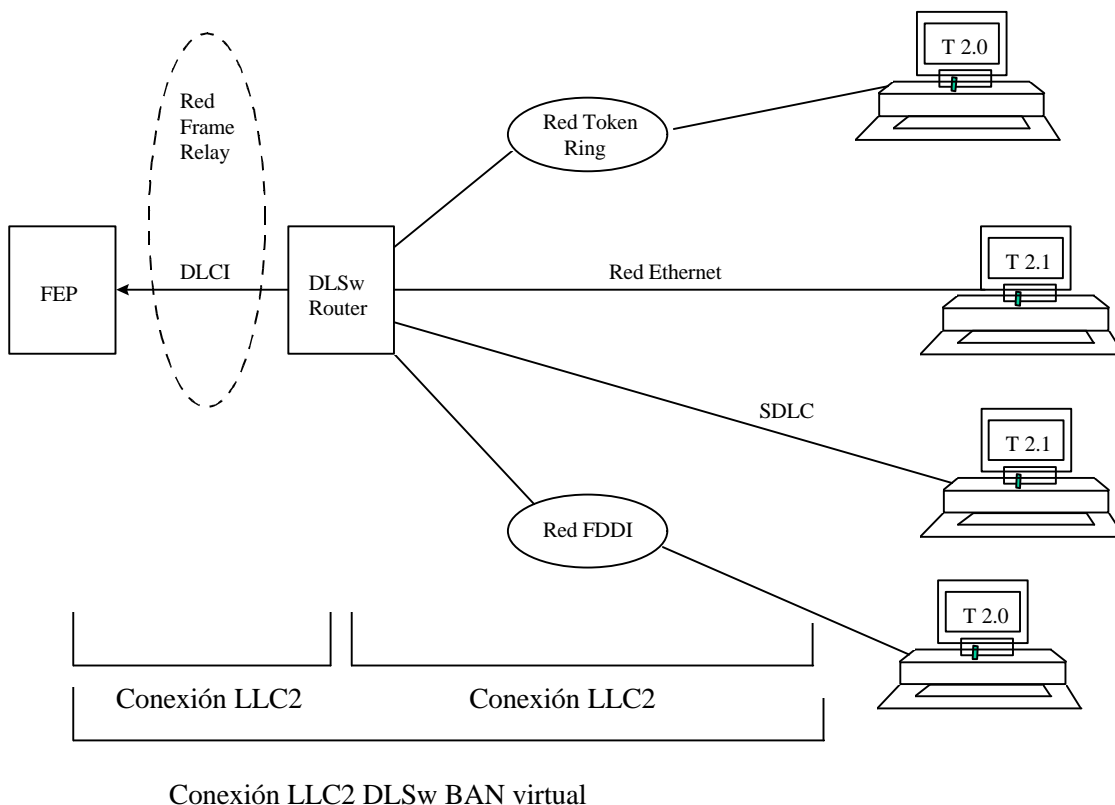 T 2.0
Red
Frame
Relay
Red Token
Ring
FEP
DLCI
DLSw
Router
Red Ethernet
T 2.1
SDLC
T 2.1
Red FDDI
T 2.0
Conexión LLC2
Conexión LLC2
Conexión LLC2 DLSw BAN virtual